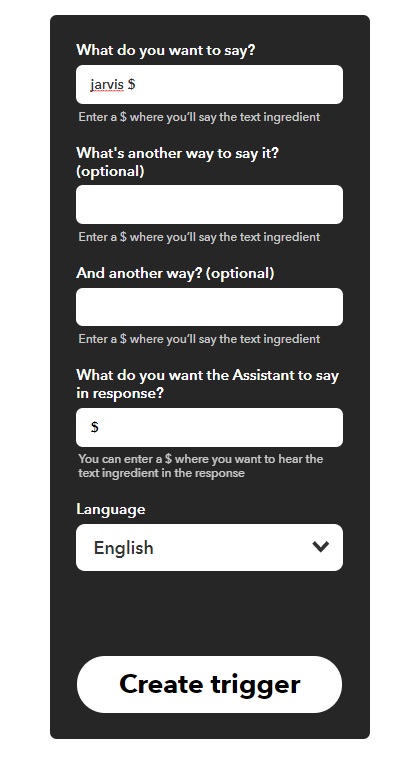 What do you want to say?
jarvis $
Enter a $ where you'll say the text ingredient
What's another way to say it?
(optional)
Enter a $ where you'll say the text ingredient
And another way? (optional)
Enter a $ where you'll say the text ingredient
What do you want the Assistant to say
in response?
$
You can enter a $ where you want to hear the
text ingredient in the response
Language
English
Create trigger